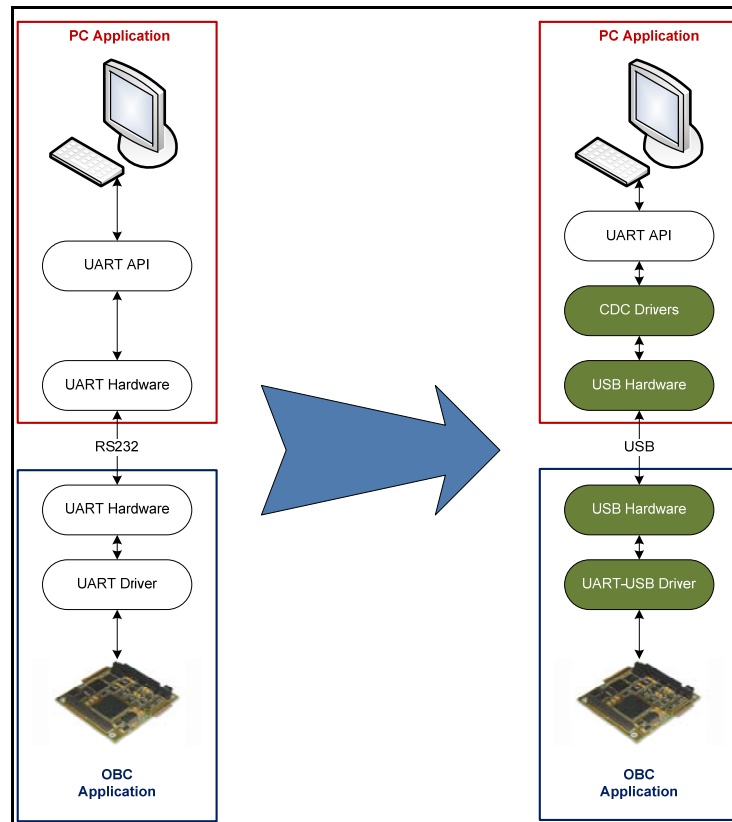 PC Application
UART API
UART Hardware
RS232
UART Hardware
UART Driver
OBC
Application
PC Application
UART API
CDC Drivers
USB Hardware
USB
USB Hardware
UART-USB Driver
OBC
Application